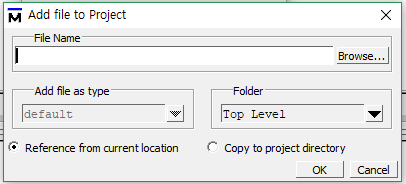 Add file to Project
File Name
Browse...
Add file as type
Folder
default
Top Level
Reference from current location
Copy to project directory
OK
Cancel